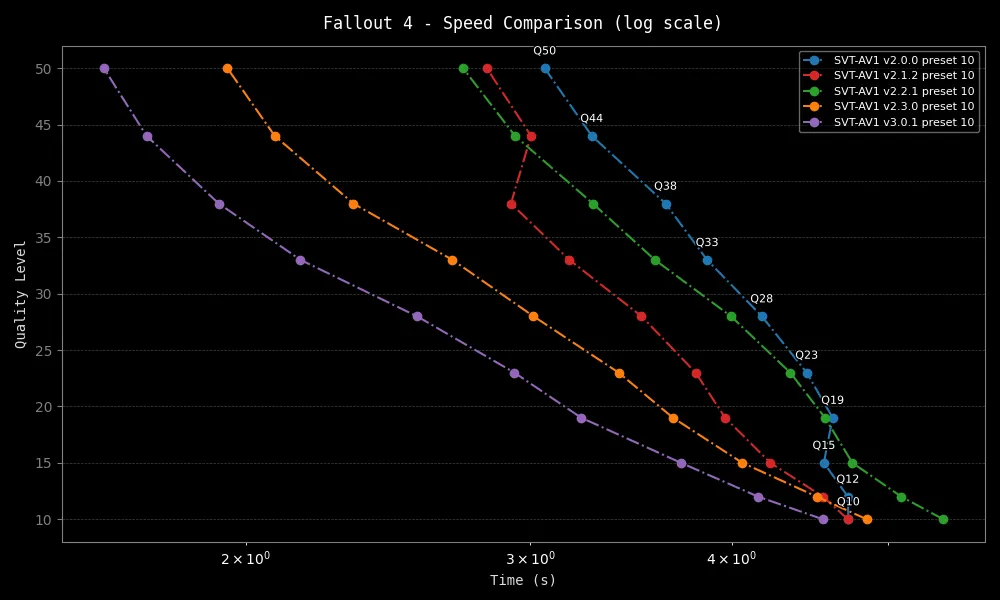 Fallout 4 - Speed Comparison (log scale)
SVT-AV1 v2.0.0 preset 10
SVT-AV1 v2.1.2 preset 10
SVT-AV1 v2.2.1 preset 10
SVT-AV1 v2.3.0 preset 10
SVT-AV1 v3.0.1 preset 10
Q50
Q44
Q38
Q33
Q28
Q23
Q19
Q15
Q12
Q10
Quality Level
50
45
40
35
30
25
20
15
10
2 × 10⁰
3 × 10⁰
4 × 10⁰
Time (s)